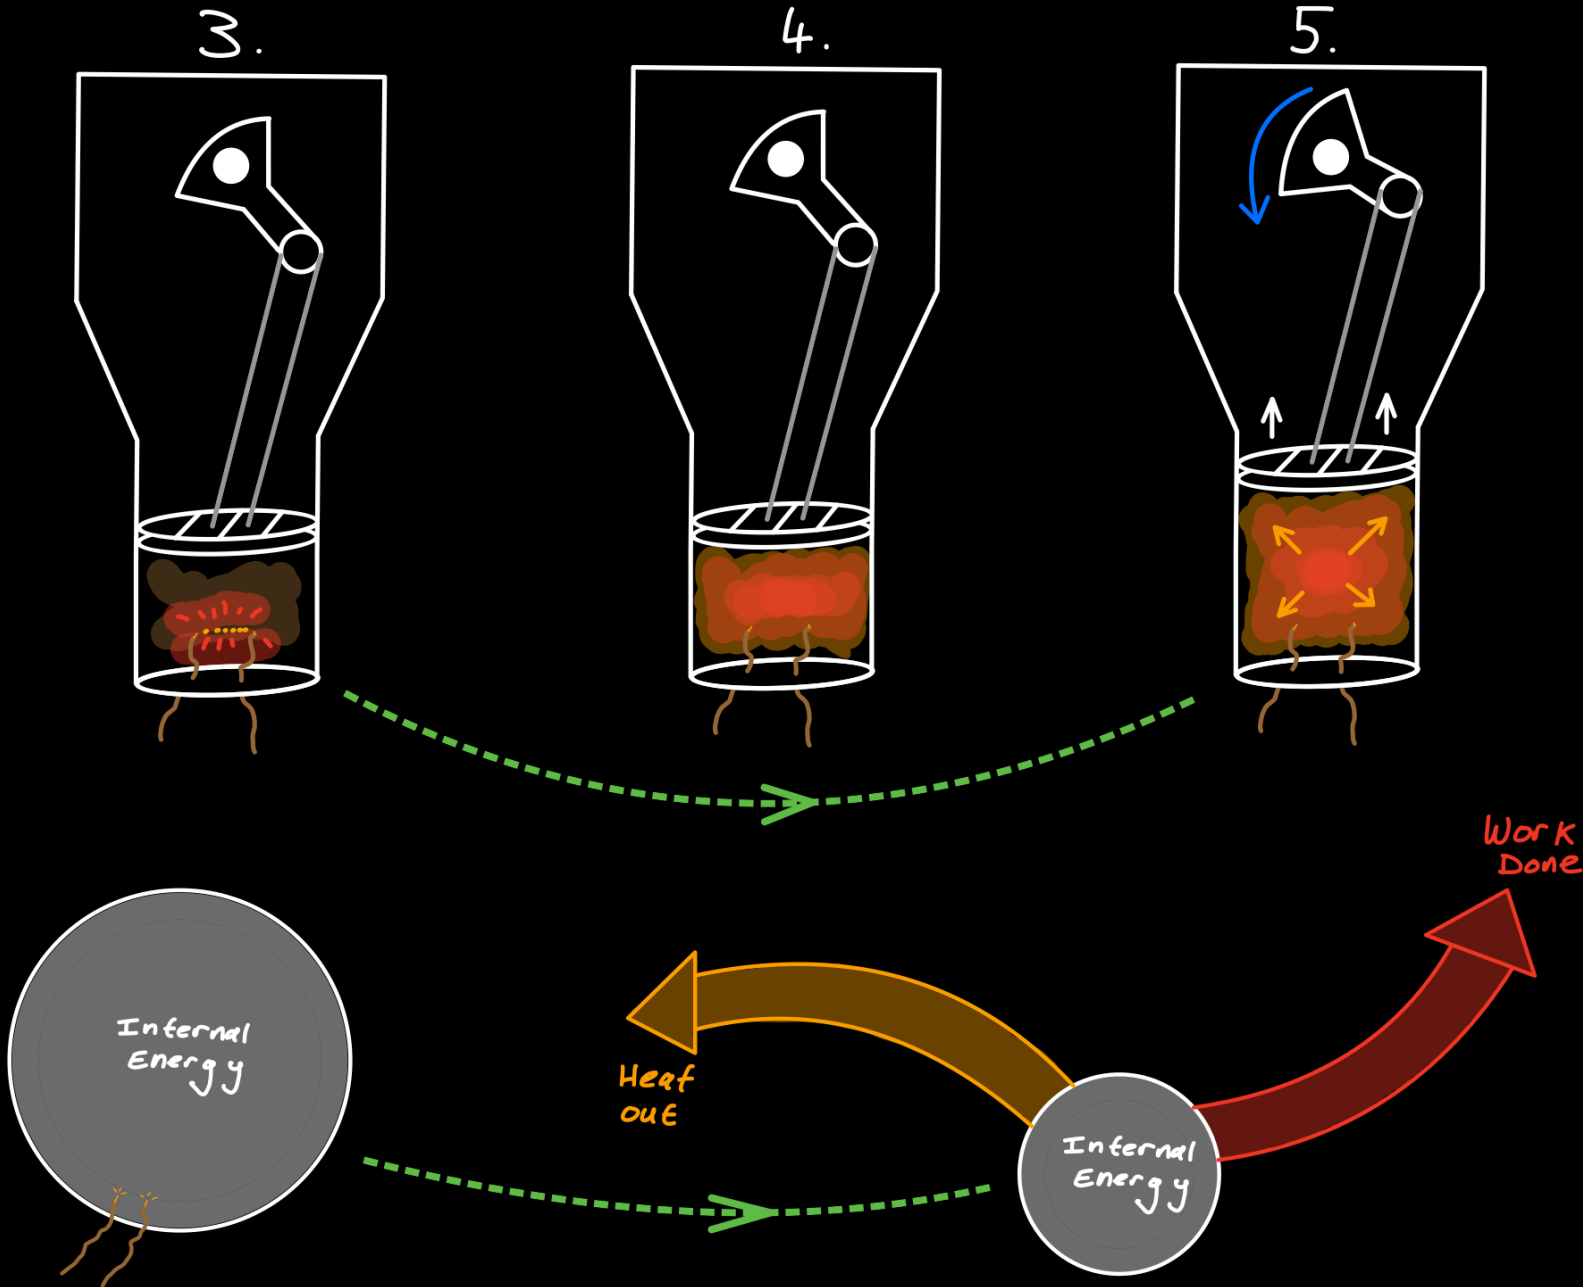 3.
4.
5.
Work
Done
Internal
Energy
Heat
out
Internal
Energy